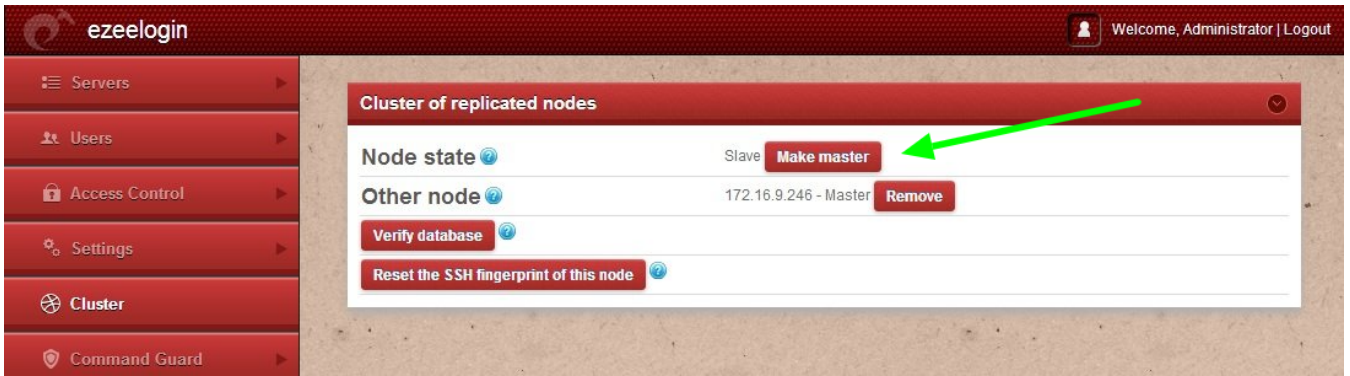 ezeelogin
Welcome, Administrator | Logout
Servers
Users
Access Control
Settings
Cluster
Command Guard
Cluster of replicated nodes
Node state ? Slave Make master
Other node ? 172.16.9.246 - Master Remove
Verify database ?
Reset the SSH fingerprint of this node ?